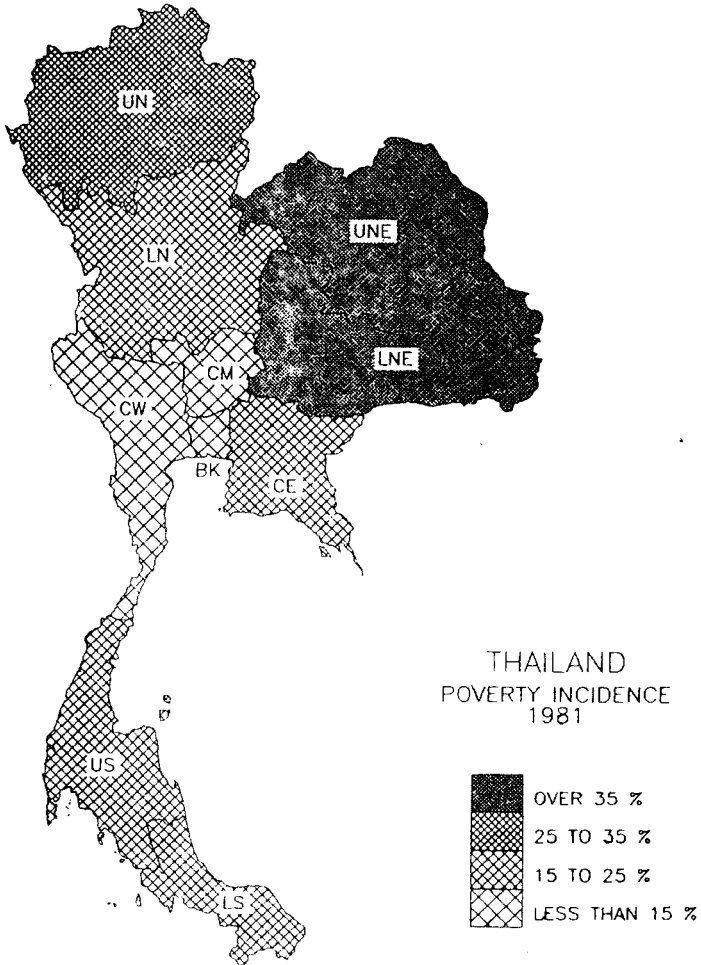 UN
UNE
LN
LNE
CM
CW
BK
CE
THAILAND
POVERTY INCIDENCE
1981
US
OVER 35 %
25 TO 35 %
15 TO 25 %
LS
LESS THAN 15 %